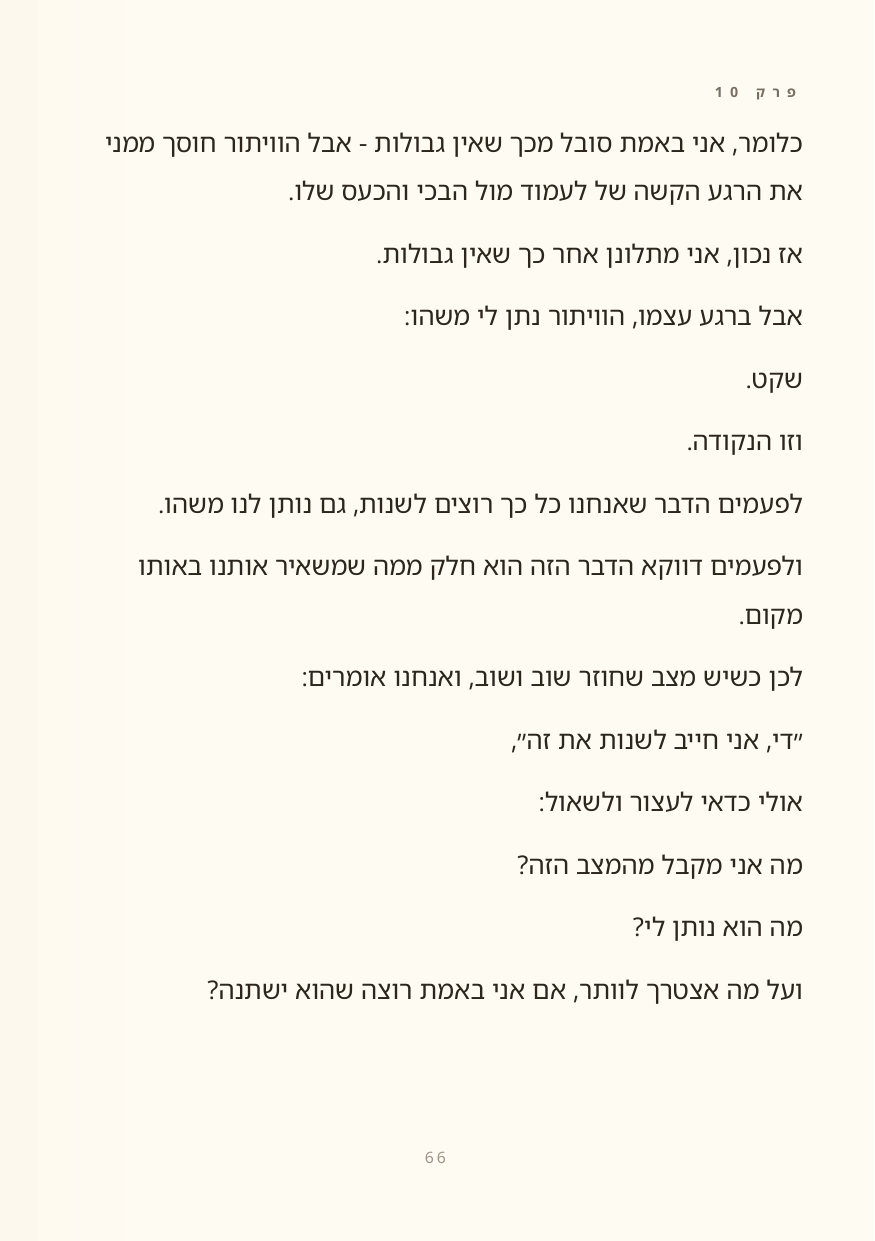 פרק 10
כלומר, אני באמת סובל מכך שאין גבולות - אבל הוויתור חוסך ממני
את הרגע הקשה של לעמוד מול הבכי והכעס שלו.
אז נכון, אני מתלונן אחר כך שאין גבולות.
אבל ברגע עצמו, הוויתור נתן לי משהו:
שקט.
וזו הנקודה.
לפעמים הדבר שאנחנו כל כך רוצים לשנות, גם נותן לנו משהו.
ולפעמים דווקא הדבר הזה הוא חלק ממה שמשאיר אותנו באותו
מקום.
לכן כשיש מצב שחוזר שוב ושוב, ואנחנו אומרים:
״די, אני חייב לשנות את זה״,
אולי כדאי לעצור ולשאול:
מה אני מקבל מהמצב הזה?
מה הוא נותן לי?
ועל מה אצטרך לוותר, אם אני באמת רוצה שהוא ישתנה?
66